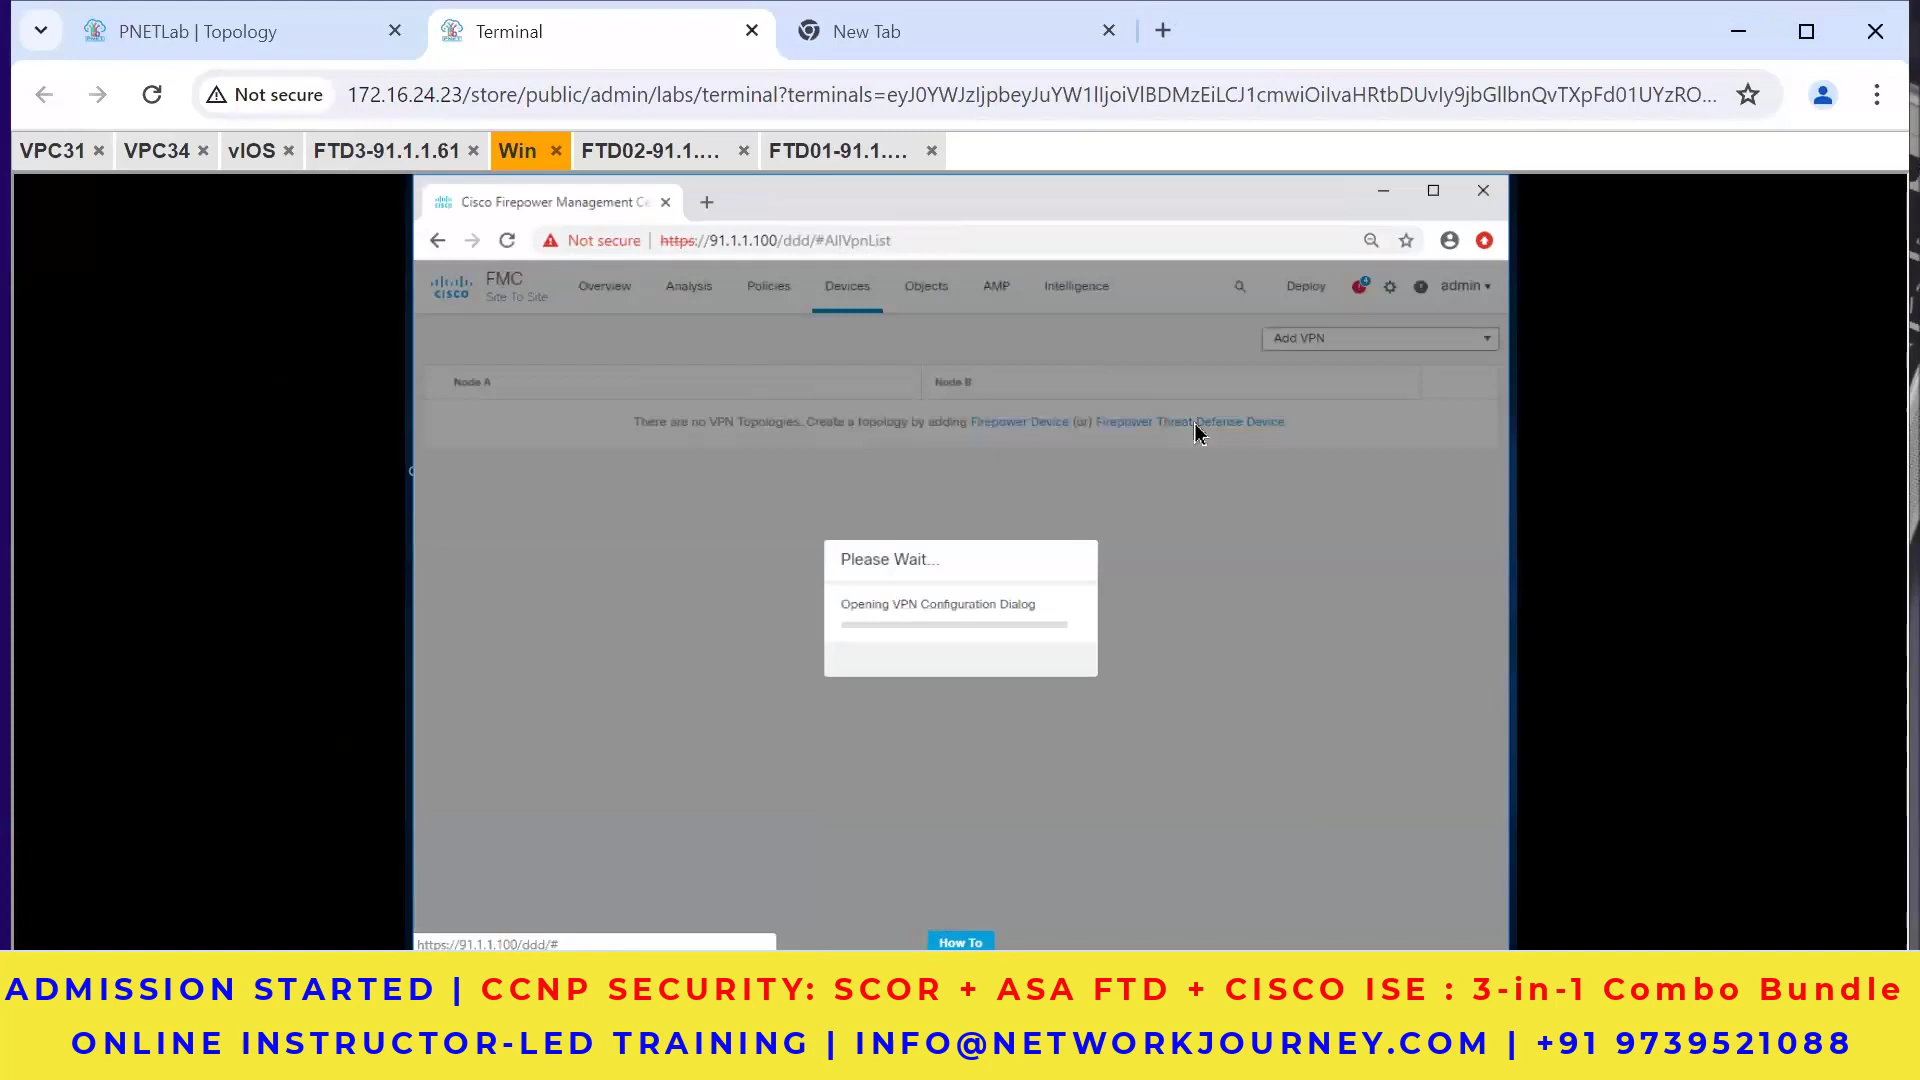 PNETLab | Topology
Terminal
New Tab
Not secure
172.16.24.23/store/public/admin/labs/terminal?terminals=eyJ0YWJzIjpbeyJuYW1lIjoiVlBDMzEiLCJ1cmwiOiIvaHRtbDUvIy9jbGllbnQvTXpFd01UYzRO...
VPC31 VPC34 vIOS FTD3-91.1.1.61 Win FTD02-91.1.... FTD01-91.1....
Cisco Firepower Management Ce
Not secure https://91.1.1.100/ddd/#AllVpnList
cisco
FMC
Site To Site
Overview Analysis Policies Devices Objects AMP Intelligence Deploy 4 admin
Add VPN
Node A Node B
There are no VPN Topologies. Create a topology by adding Firepower Device (or) Firepower Threat Defense Device
Please Wait...
Opening VPN Configuration Dialog
https://91.1.1.100/ddd/#
How To
ADMISSION STARTED | CCNP SECURITY: SCOR + ASA FTD + CISCO ISE : 3-in-1 Combo Bundle
ONLINE INSTRUCTOR-LED TRAINING | INFO@NETWORKJOURNEY.COM | +91 9739521088